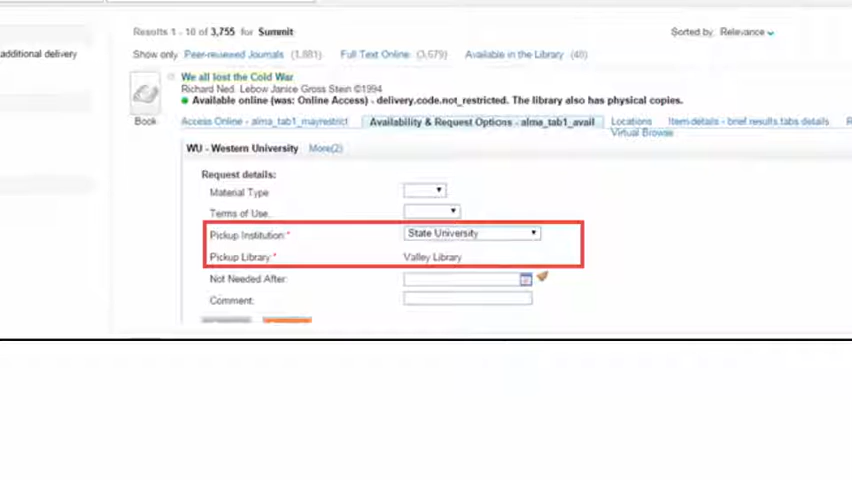 Results 1 - 10 of 3,755 for Summit
Sorted by: Relevance
additional delivery
Show only Peer-reviewed Journals (1,881) Full Text Online (3,679) Available in the Library (48)
We all lost the Cold War
Richard Ned. Lebow Janice Gross Stein ©1994
Available online (was: Online Access) - delivery.code.not_restricted. The library also has physical copies.
Book
Access Online - alma_tab1_mayrestrict Availability & Request Options - alma_tab1_avail Locations Item details - brief results.tabs.details R
Virtual Browse
WU - Western University More(2)
Request details:
Material Type
Terms of Use:
Pickup Institution * State University
Pickup Library * Valley Library
Not Needed After:
Comment: